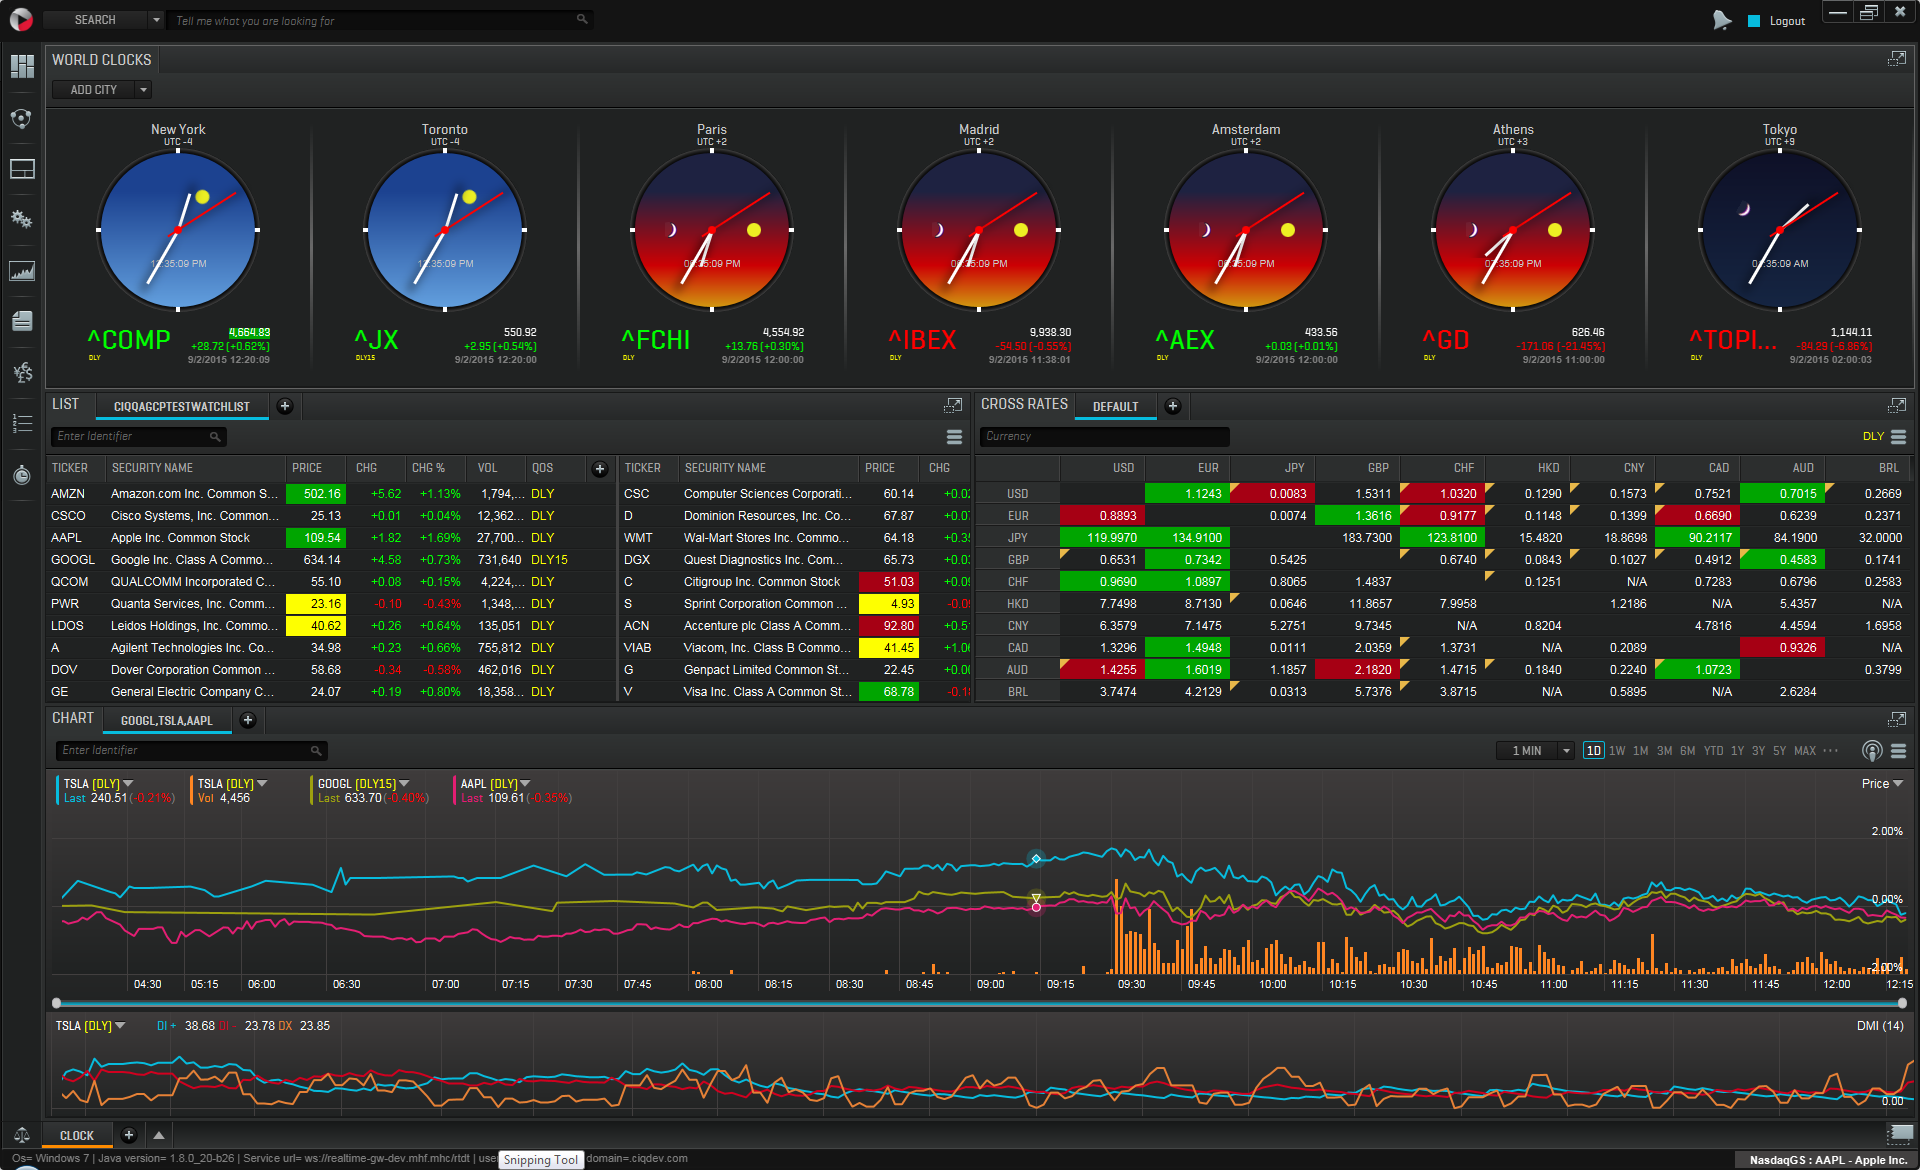 SEARCH Tell me what you are looking for Logout
WORLD CLOCKS
ADD CITY
New York Toronto Paris Madrid Amsterdam Athens Tokyo
UTC -4 UTC -4 UTC +2 UTC +2 UTC +2 UTC +3 UTC +9
:35:09 PM :35:09 PM :35:09 PM :35:09 PM :35:09 PM :35:09 PM :35:09 AM
^COMP 4,664.83 ^JX 550.92 ^FCHI 4,554.92 ^IBEX 9,938.30 ^AEX 433.56 ^GD 626.46 ^TOPI... 1,144.11
+28.72 (+0.62%) +2.95 (+0.54%) +13.76 (+0.30%) -54.50 (-0.55%) +0.03 (+0.01%) -171.06 (-21.45%) -84.29 (-6.86%)
DLY 9/2/2015 12:20:09 DLY15 9/2/2015 12:20:00 DLY 9/2/2015 12:00:00 DLY 9/2/2015 11:38:01 DLY 9/2/2015 12:00:00 DLY 9/2/2015 11:00:00 DLY 9/2/2015 02:00:03
LIST CIQQAGCPTESTWATCHLIST
Enter Identifier
TICKER SECURITY NAME PRICE CHG CHG % VOL QOS
AMZN Amazon.com Inc. Common S... 502.16 +5.62 +1.13% 1,794,... DLY
CSCO Cisco Systems, Inc. Common... 25.13 +0.01 +0.04% 12,362... DLY
AAPL Apple Inc. Common Stock 109.54 +1.82 +1.69% 27,700... DLY
GOOGL Google Inc. Class A Commo... 634.14 +4.58 +0.73% 731,640 DLY15
QCOM QUALCOMM Incorporated C... 55.10 +0.08 +0.15% 4,224,... DLY
PWR Quanta Services, Inc. Comm... 23.16 -0.10 -0.43% 1,348,... DLY
LDOS Leidos Holdings, Inc. Commo... 40.62 +0.26 +0.64% 135,051 DLY
A Agilent Technologies Inc. Co... 34.98 +0.23 +0.66% 755,812 DLY
DOV Dover Corporation Common ... 58.68 -0.34 -0.58% 462,016 DLY
GE General Electric Company C... 24.07 +0.19 +0.80% 18,358... DLY
TICKER SECURITY NAME PRICE CHG
CSC Computer Sciences Corporati... 60.14 +0.0
D Dominion Resources, Inc. Co... 67.87 +0.0
WMT Wal-Mart Stores Inc. Commo... 64.18 +0.3
DGX Quest Diagnostics Inc. Com... 65.73 +0.0
C Citigroup Inc. Common Stock 51.03 +0.0
S Sprint Corporation Common ... 4.93 -0.0
ACN Accenture plc Class A Comm... 92.80 +0.5
VIAB Viacom, Inc. Class B Commo... 41.45 +1.0
G Genpact Limited Common St... 22.45 +0.0
V Visa Inc. Class A Common St... 68.78 -0.1
CROSS RATES DEFAULT
Currency DLY
USD EUR JPY GBP CHF HKD CNY CAD AUD BRL
USD 1.1243 0.0083 1.5311 1.0320 0.1290 0.1573 0.7521 0.7015 0.2669
EUR 0.8893 0.0074 1.3616 0.9177 0.1148 0.1399 0.6690 0.6239 0.2371
JPY 119.9970 134.9100 183.7300 123.8100 15.4820 18.8698 90.2117 84.1900 32.0000
GBP 0.6531 0.7342 0.5425 0.6740 0.0843 0.1027 0.4912 0.4583 0.1741
CHF 0.9690 1.0897 0.8065 1.4837 0.1251 N/A 0.7283 0.6796 0.2583
HKD 7.7498 8.7130 0.0646 11.8657 7.9958 1.2186 N/A 5.4357 N/A
CNY 6.3579 7.1475 5.2751 9.7345 N/A 0.8204 4.7816 4.4594 1.6958
CAD 1.3296 1.4948 0.0111 2.0359 1.3731 N/A 0.2089 0.9326 N/A
AUD 1.4255 1.6019 1.1857 2.1820 1.4715 0.1840 0.2240 1.0723 0.3799
BRL 3.7474 4.2129 0.0313 5.7376 3.8715 N/A 0.5895 N/A 2.6284
CHART GOOGL,TSLA,AAPL
Enter Identifier 1 MIN 1D 1W 1M 3M 6M YTD 1Y 3Y 5Y MAX ...
TSLA [DLY] TSLA [DLY] GOOGL [DLY15] AAPL [DLY] Price
Last 240.51 (-0.21%) Vol 4,456 Last 633.70 (-0.40%) Last 109.61 (-0.35%)
2.00%
0.00%
-2.00%
04:30 05:15 06:00 06:30 07:00 07:15 07:30 07:45 08:00 08:15 08:30 08:45 09:00 09:15 09:30 09:45 10:00 10:15 10:30 10:45 11:00 11:15 11:30 11:45 12:00 12:15
TSLA [DLY] DI + 38.68 DI - 23.78 DX 23.85 DMI (14)
0.00
CLOCK
Os= Windows 7 | Java version= 1.8.0_20-b26 | Service url= ws://realtime-gw-dev.mhf.mhc/rtdt | use Snipping Tool domain=.ciqdev.com NasdaqGS : AAPL - Apple Inc.